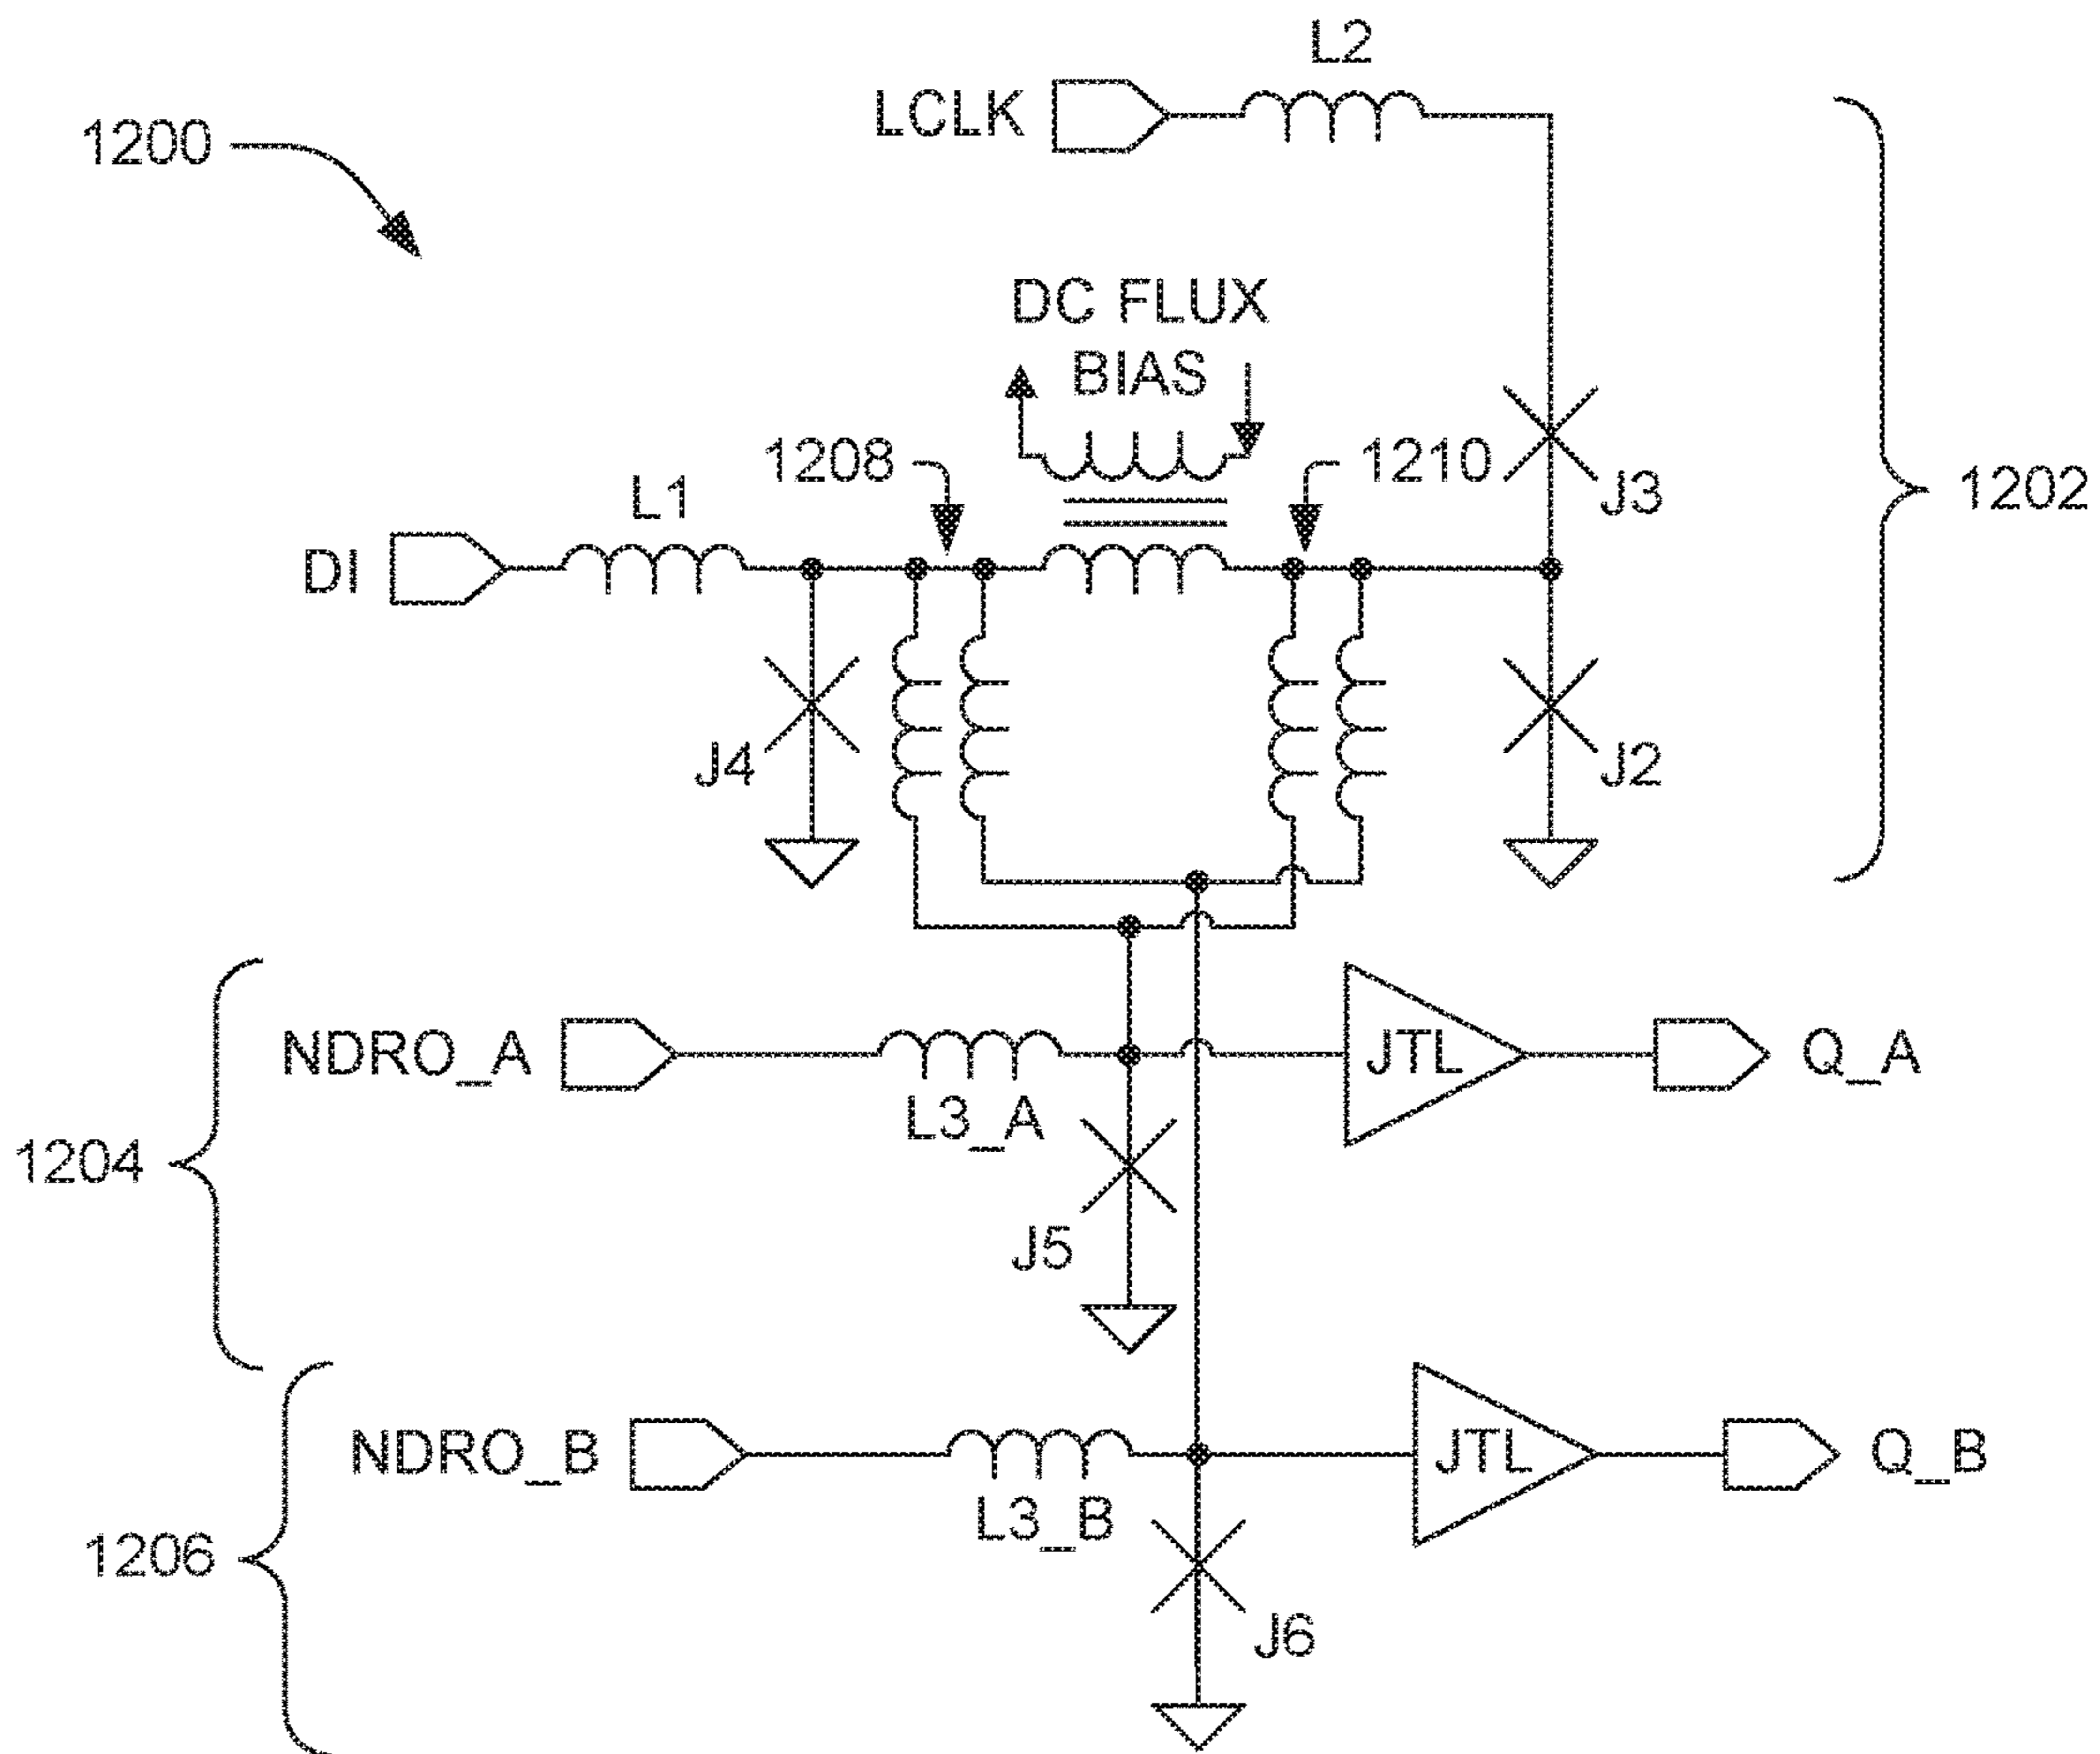 L2
LCLK
1200
DC FLUX
BIAS
1208
1210
L1
J3
1202
DI
J4
J2
NDRO_A
JTL
Q_A
L3_A
1204
J5
NDRO_B
JTL
Q_B
L3_B
1206
J6